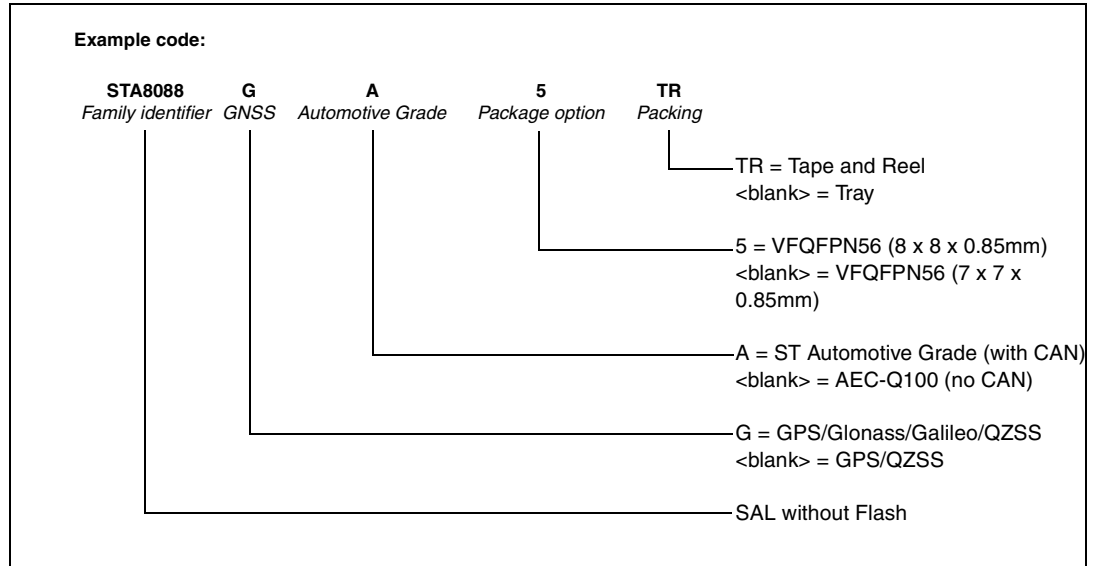 Example code:
STA8088 G A 5 TR
Family identifier GNSS Automotive Grade Package option Packing
TR = Tape and Reel
<blank> = Tray
5 = VFQFPN56 (8 x 8 x 0.85mm)
<blank> = VFQFPN56 (7 x 7 x
0.85mm)
A = ST Automotive Grade (with CAN)
<blank> = AEC-Q100 (no CAN)
G = GPS/Glonass/Galileo/QZSS
<blank> = GPS/QZSS
SAL without Flash